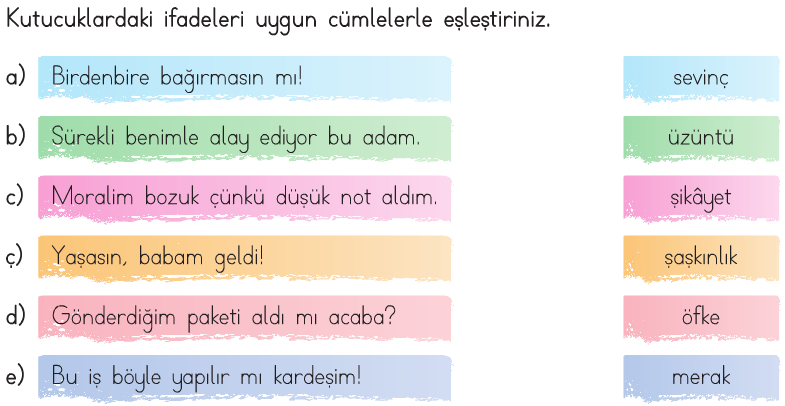 Kutucuklardaki ifadeleri uygun cümlelerle eşleştiriniz.
a) Birdenbire bağırmasın mı! sevinç
b) Sürekli benimle alay ediyor bu adam. üzüntü
c) Moralim bozuk çünkü düşük not aldım. şikâyet
ç) Yaşasın, babam geldi! şaşkınlık
d) Gönderdiğim paketi aldı mı acaba? öfke
e) Bu iş böyle yapılır mı kardeşim! merak